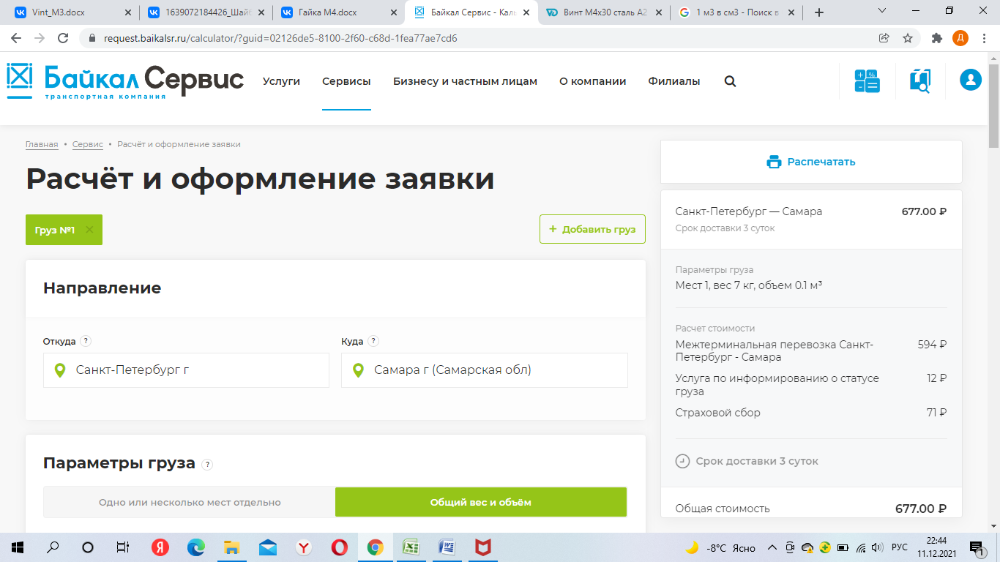 Vint_M3.docx
1639072184426_Шайб
Гайка М4.docx
Байкал Сервис - Каль
Винт М4х30 сталь А2
1 м3 в см3 - Поиск в
request.baikalsr.ru/calculator/?guid=02126de5-8100-2f60-c68d-1fea77ae7cd6
Д
Байкал Сервис
транспортная компания
Услуги
Сервисы
Бизнесу и частным лицам
О компании
Филиалы
Главная • Сервис • Расчёт и оформление заявки
Расчёт и оформление заявки
Груз №1
+ Добавить груз
Направление
Откуда ?
Куда ?
Санкт-Петербург г
Самара г (Самарская обл)
Параметры груза ?
Одно или несколько мест отдельно
Общий вес и объём
Распечатать
Санкт-Петербург — Самара 677.00 ₽
Срок доставки 3 суток
Параметры груза
Мест 1, вес 7 кг, объем 0.1 м³
Расчет стоимости
Межтерминальная перевозка Санкт- 594 ₽
Петербург - Самара
Услуга по информированию о статусе 12 ₽
груза
Страховой сбор 71 ₽
Срок доставки 3 суток
Общая стоимость 677.00 ₽
-8°C Ясно
РУС
22:44
11.12.2021
1